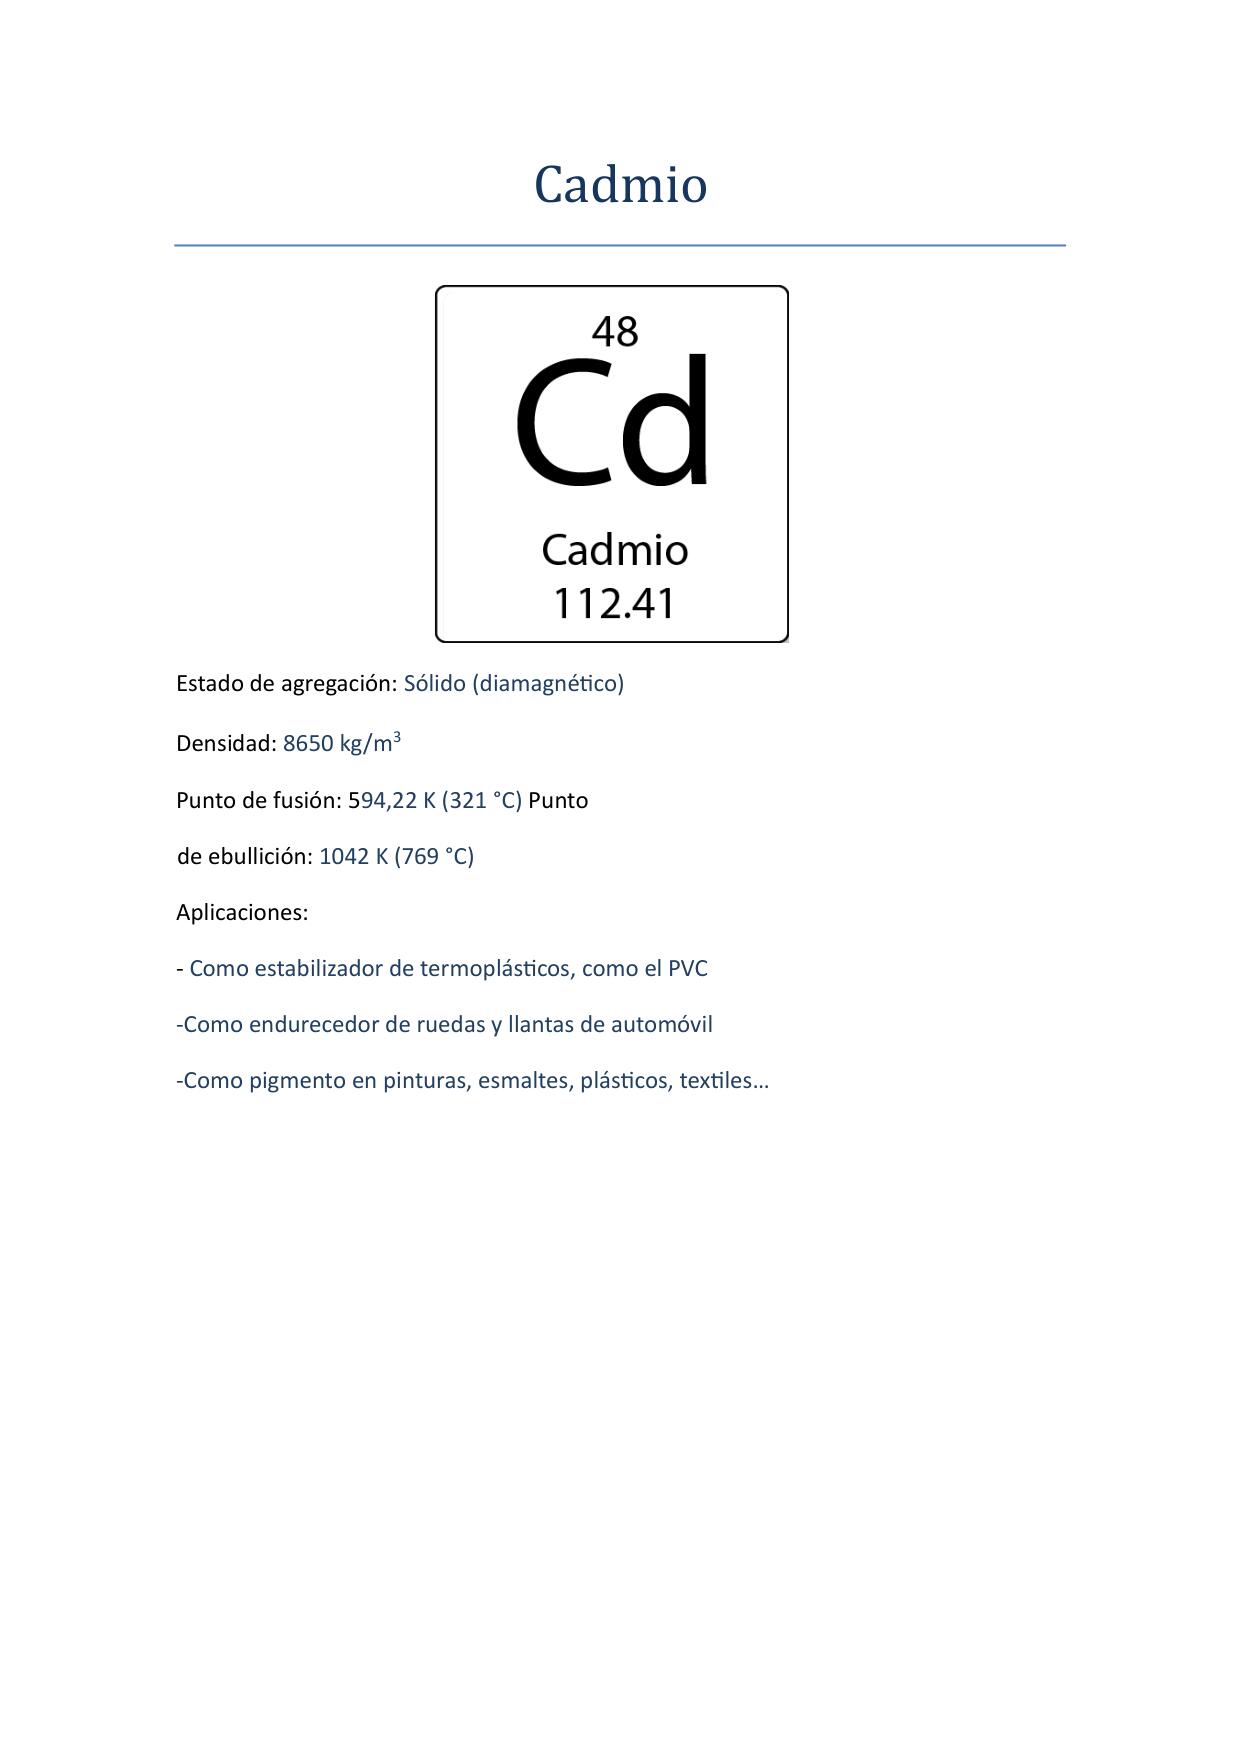 Cadmio
48
Cd
Cadmio
112.41
Estado de agregación: Sólido (diamagnético)
Densidad: 8650 kg/m³
Punto de fusión: 594,22 K (321 °C) Punto
de ebullición: 1042 K (769 °C)
Aplicaciones:
- Como estabilizador de termoplásticos, como el PVC
-Como endurecedor de ruedas y llantas de automóvil
-Como pigmento en pinturas, esmaltes, plásticos, textiles…